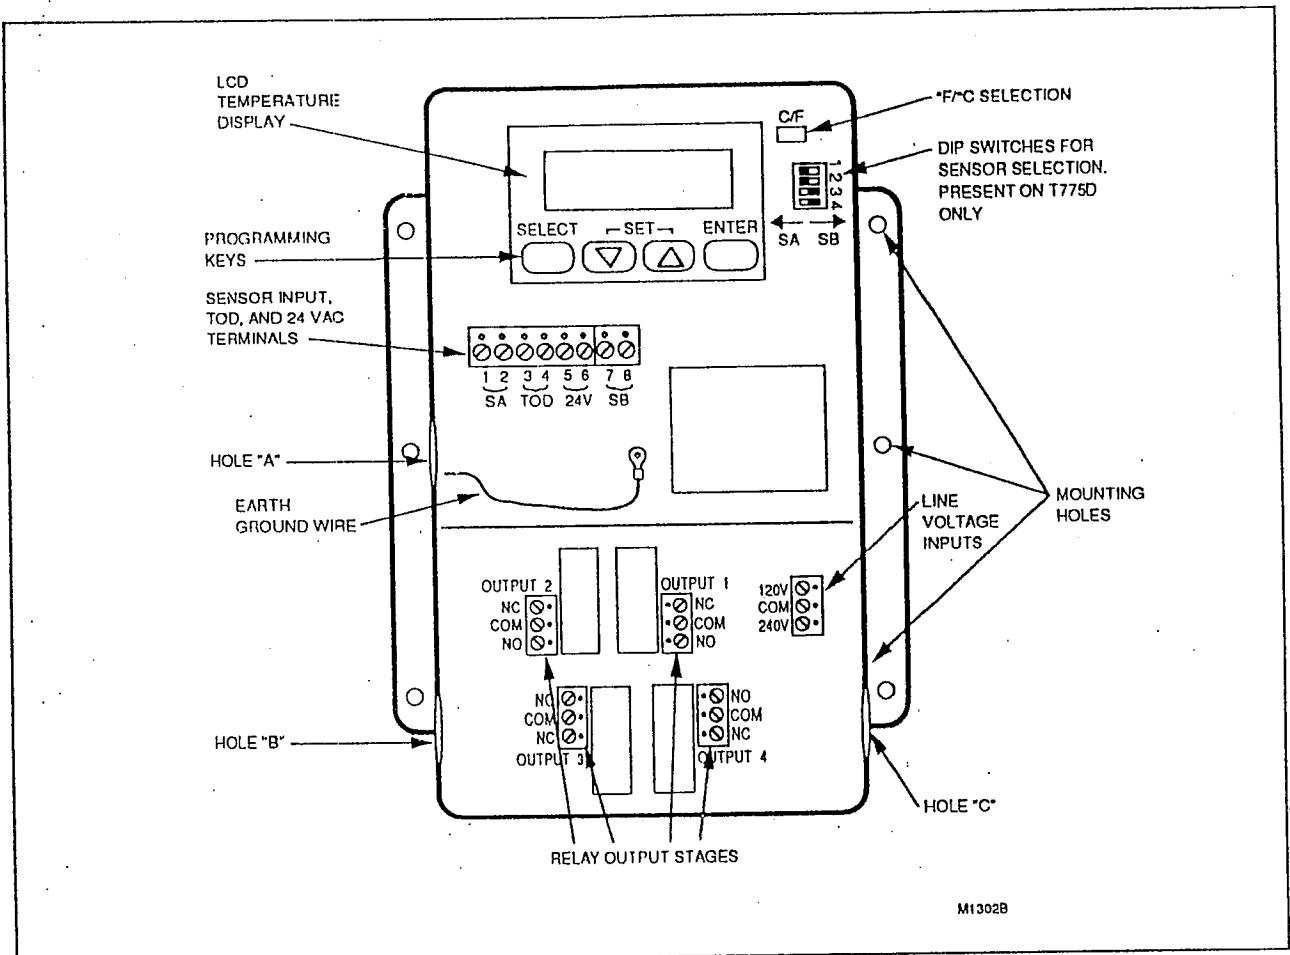 LCD
TEMPERATURE
DISPLAY
C/F
°F/°C SELECTION
DIP SWITCHES FOR
SENSOR SELECTION.
PRESENT ON T775D
ONLY
1
2
3
4
SA SB
SELECT SET ENTER
PROGRAMMING
KEYS
SENSOR INPUT,
TOD, AND 24 VAC
TERMINALS
1 2 3 4 5 6 7 8
SA TOD 24V SB
HOLE "A"
EARTH
GROUND WIRE
LINE
VOLTAGE
INPUTS
MOUNTING
HOLES
OUTPUT 2
NC
COM
NO
OUTPUT 1
NC
COM
NO
120V
COM
240V
NO
COM
NC
OUTPUT 4
COM
NC
OUTPUT 3
HOLE "B"
HOLE "C"
RELAY OUTPUT STAGES
M1302B